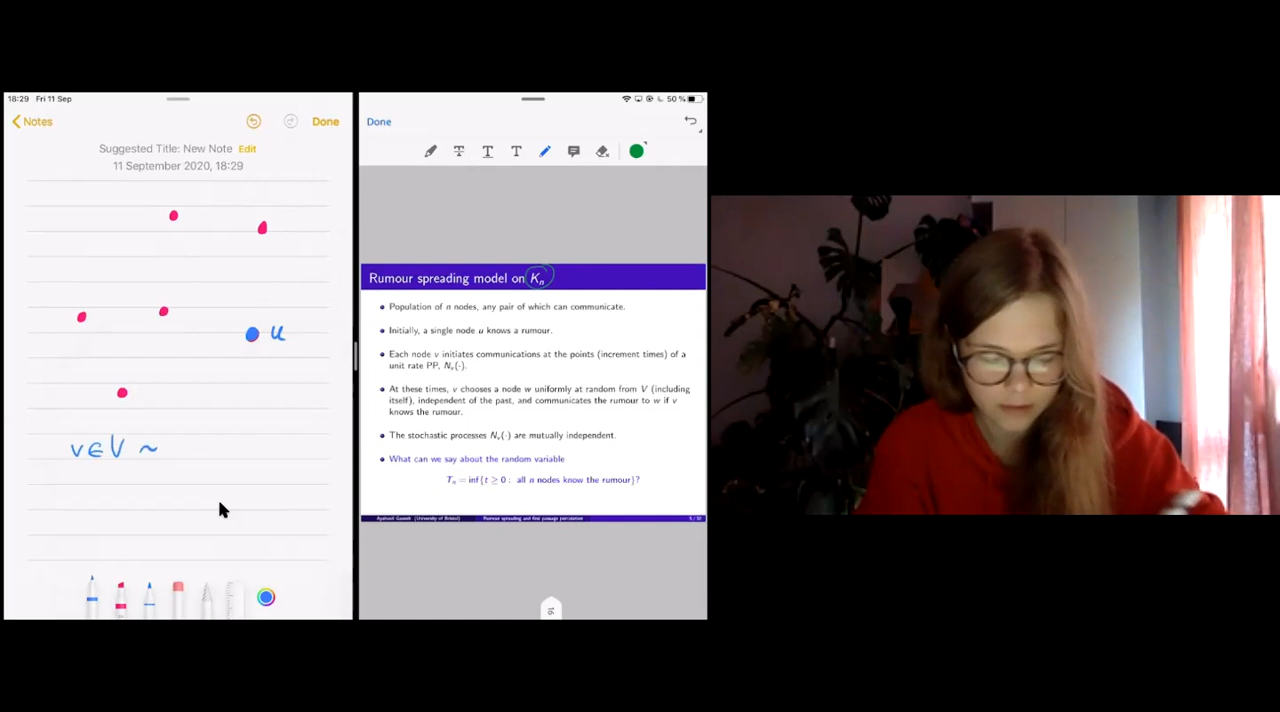 18:29 Fri 11 Sep
Notes
Done
Suggested Title: New Note Edit
11 September 2020, 18:29
u
v∈V ~
50 %
Done
Rumour spreading model on Kₙ
• Population of n nodes, any pair of which can communicate.
• Initially, a single node u knows a rumour.
• Each node v initiates communications at the points (increment times) of a
unit rate PP, Nᵥ(·).
• At these times, v chooses a node w uniformly at random from V (including
itself), independent of the past, and communicates the rumour to w if v
knows the rumour.
• The stochastic processes Nᵥ(·) are mutually independent.
• What can we say about the random variable
Tₙ = inf{t ≥ 0 : all n nodes know the rumour}?
(University of Bristol) Rumour spreading and first passage percolation
16